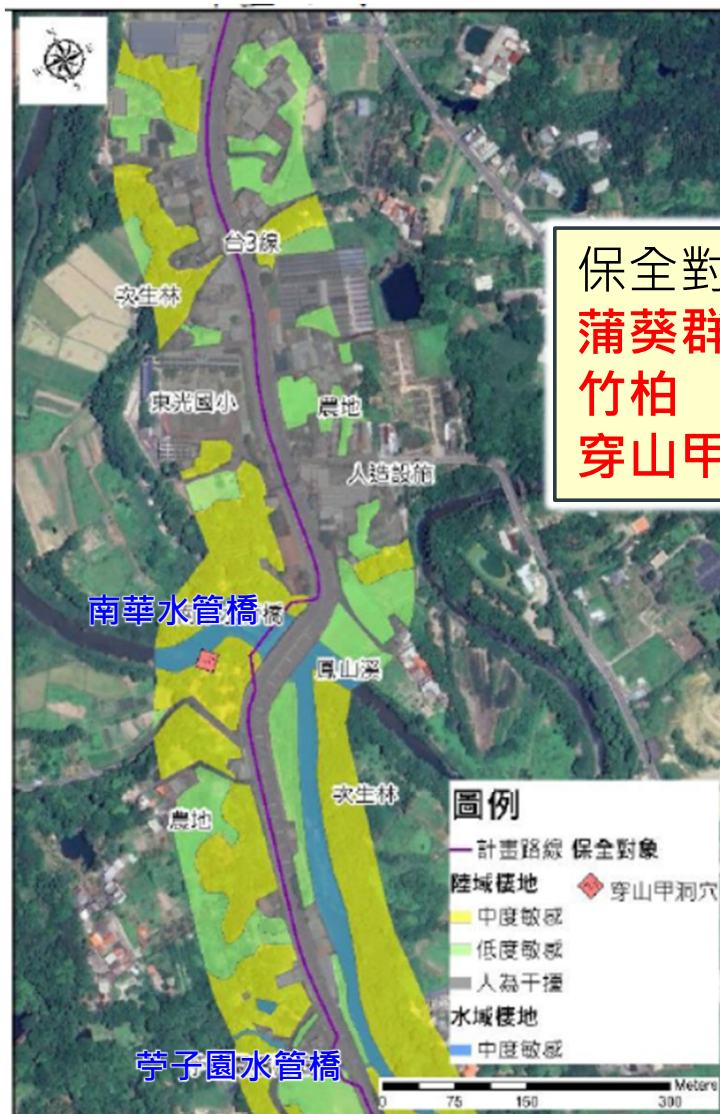 台3線
保全對
蒲葵群
竹柏
穿山甲
次生林
東光國小
農地
人造設施
南華水管橋
橋
鳳山溪
次生林
農地
圖例
計畫路線 保全對象
陸域棲地
穿山甲洞穴
中度敏感
低度敏感
人為干擾
水域棲地
中度敏感
苧子園水管橋
Meters
0 75 150 300